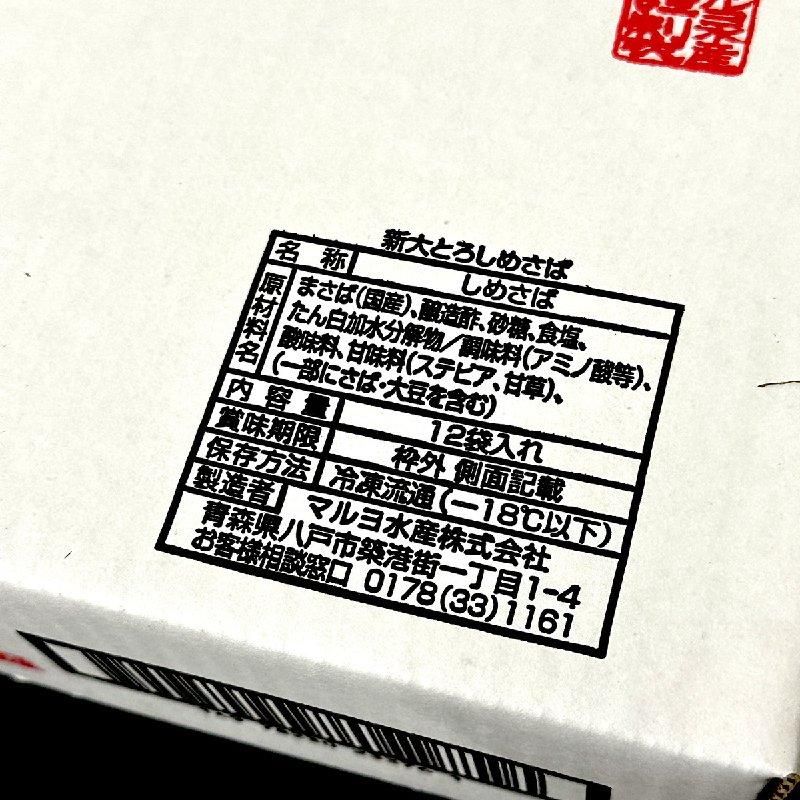 新大とろしめさば
名称 しめさば
原材料名 まさば(国産)、醸造酢、砂糖、食塩、
たん白加水分解物/調味料(アミノ酸等)、
酸味料、甘味料(ステビア、甘草)、
(一部にさば・大豆を含む)
内容量 12袋入れ
賞味期限 枠外 側面記載
保存方法 冷凍流通(-18℃以下)
製造者 マルヨ水産株式会社
青森県八戸市築港街一丁目1-4
お客様相談窓口 0178(33)1161